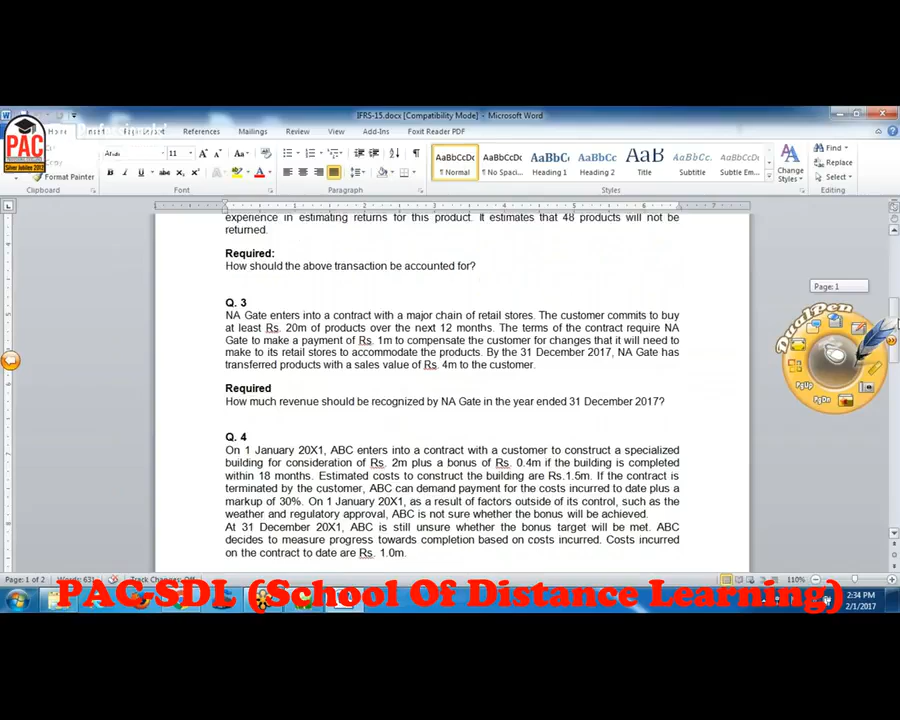 IFRS-15.docx [Compatibility Mode] - Microsoft Word
PAC
Silver Jubilee 2012
References Mailings Review View Add-Ins Foxit Reader PDF
Format Painter
Clipboard Font Paragraph Styles Editing
Arial 11
AaBbCcDc AaBbCcDc AaBbC AaBbCc AaB AaBbCc. AaBbCcDc
¶ Normal ¶ No Spaci... Heading 1 Heading 2 Title Subtitle Subtle Em...
Change Styles
Find
Replace
Select
experience in estimating returns for this product. It estimates that 48 products will not be
returned.
Required:
How should the above transaction be accounted for?
Page: 1
Q. 3
NA Gate enters into a contract with a major chain of retail stores. The customer commits to buy
at least Rs. 20m of products over the next 12 months. The terms of the contract require NA
Gate to make a payment of Rs. 1m to compensate the customer for changes that it will need to
make to its retail stores to accommodate the products. By the 31 December 2017, NA Gate has
transferred products with a sales value of Rs. 4m to the customer.
DualPen
PgUp
PgDn
Required
How much revenue should be recognized by NA Gate in the year ended 31 December 2017?
Q. 4
On 1 January 20X1, ABC enters into a contract with a customer to construct a specialized
building for consideration of Rs. 2m plus a bonus of Rs. 0.4m if the building is completed
within 18 months. Estimated costs to construct the building are Rs.1.5m. If the contract is
terminated by the customer, ABC can demand payment for the costs incurred to date plus a
markup of 30%. On 1 January 20X1, as a result of factors outside of its control, such as the
weather and regulatory approval, ABC is not sure whether the bonus will be achieved.
At 31 December 20X1, ABC is still unsure whether the bonus target will be met. ABC
decides to measure progress towards completion based on costs incurred. Costs incurred
on the contract to date are Rs. 1.0m.
Page: 1 of 2 Words: 631 Track Changes: Off 110%
PAC-SDL (School Of Distance Learning)
2:34 PM
2/1/2017